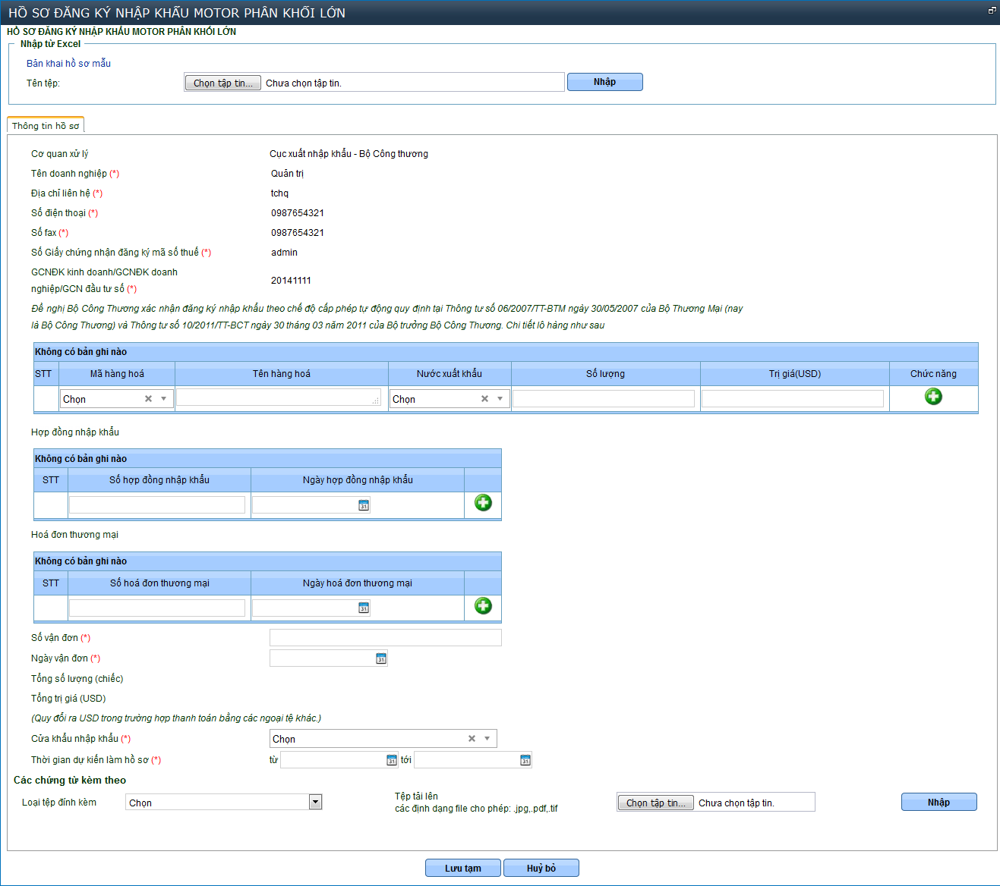 HỒ SƠ ĐĂNG KÝ NHẬP KHẨU MOTOR PHÂN KHỐI LỚN
HỒ SƠ ĐĂNG KÝ NHẬP KHẨU MOTOR PHÂN KHỐI LỚN
Nhập từ Excel
Bản khai hồ sơ mẫu
Tên tệp: Chọn tập tin... Chưa chọn tập tin. Nhập
Thông tin hồ sơ
Cơ quan xử lý Cục xuất nhập khẩu - Bộ Công thương
Tên doanh nghiệp (*) Quản trị
Địa chỉ liên hệ (*) tchq
Số điện thoại (*) 0987654321
Số fax (*) 0987654321
Số Giấy chứng nhận đăng ký mã số thuế (*) admin
GCNĐK kinh doanh/GCNĐK doanh
nghiệp/GCN đầu tư số (*) 20141111
Đề nghị Bộ Công Thương xác nhận đăng ký nhập khẩu theo chế độ cấp phép tự động quy định tại Thông tư số 06/2007/TT-BTM ngày 30/05/2007 của Bộ Thương Mại (nay
là Bộ Công Thương) và Thông tư số 10/2011/TT-BCT ngày 30 tháng 03 năm 2011 của Bộ trưởng Bộ Công Thương. Chi tiết lô hàng như sau
Không có bản ghi nào
STT Mã hàng hoá Tên hàng hoá Nước xuất khẩu Số lượng Trị giá(USD) Chức năng
Chọn Chọn
Hợp đồng nhập khẩu
Không có bản ghi nào
STT Số hợp đồng nhập khẩu Ngày hợp đồng nhập khẩu
31
Hoá đơn thương mại
Không có bản ghi nào
STT Số hoá đơn thương mại Ngày hoá đơn thương mại
31
Số vận đơn (*)
Ngày vận đơn (*) 31
Tổng số lượng (chiếc)
Tổng trị giá (USD)
(Quy đổi ra USD trong trường hợp thanh toán bằng các ngoại tệ khác.)
Cửa khẩu nhập khẩu (*) Chọn
Thời gian dự kiến làm hồ sơ (*) từ 31 tới 31
Các chứng từ kèm theo
Loại tệp đính kèm Chọn Tệp tải lên
các định dạng file cho phép: .jpg,.pdf,.tif Chọn tập tin... Chưa chọn tập tin. Nhập
Lưu tạm Huỷ bỏ